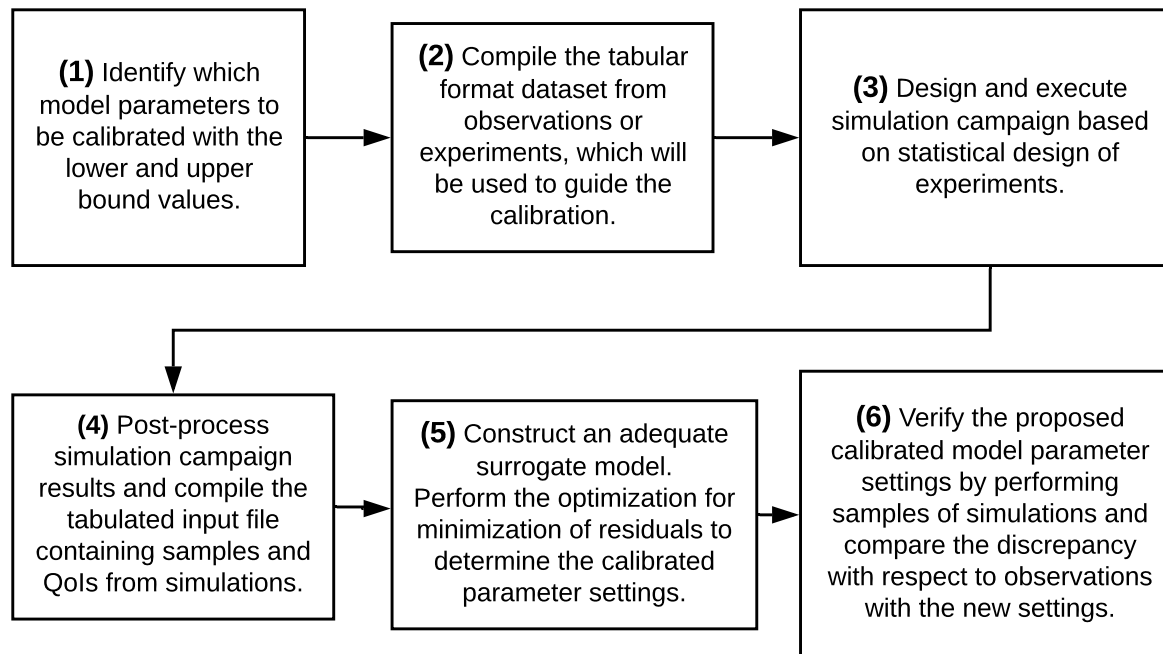 (1) Identify which
model parameters to
be calibrated with the
lower and upper
bound values.
(2) Compile the tabular
format dataset from
observations or
experiments, which will
be used to guide the
calibration.
(3) Design and execute
simulation campaign based
on statistical design of
experiments.
(4) Post-process
simulation campaign
results and compile the
tabulated input file
containing samples and
QoIs from simulations.
(5) Construct an adequate
surrogate model.
Perform the optimization for
minimization of residuals to
determine the calibrated
parameter settings.
(6) Verify the proposed
calibrated model parameter
settings by performing
samples of simulations and
compare the discrepancy
with respect to observations
with the new settings.